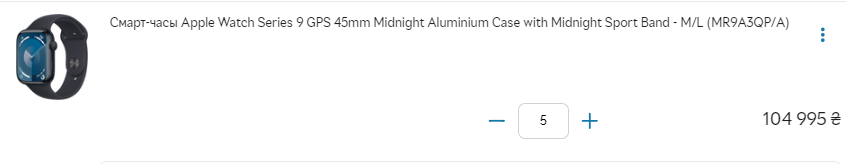 Смарт-часы Apple Watch Series 9 GPS 45mm Midnight Aluminium Case with Midnight Sport Band - M/L (MR9A3QP/A)
5
104 995 ₴